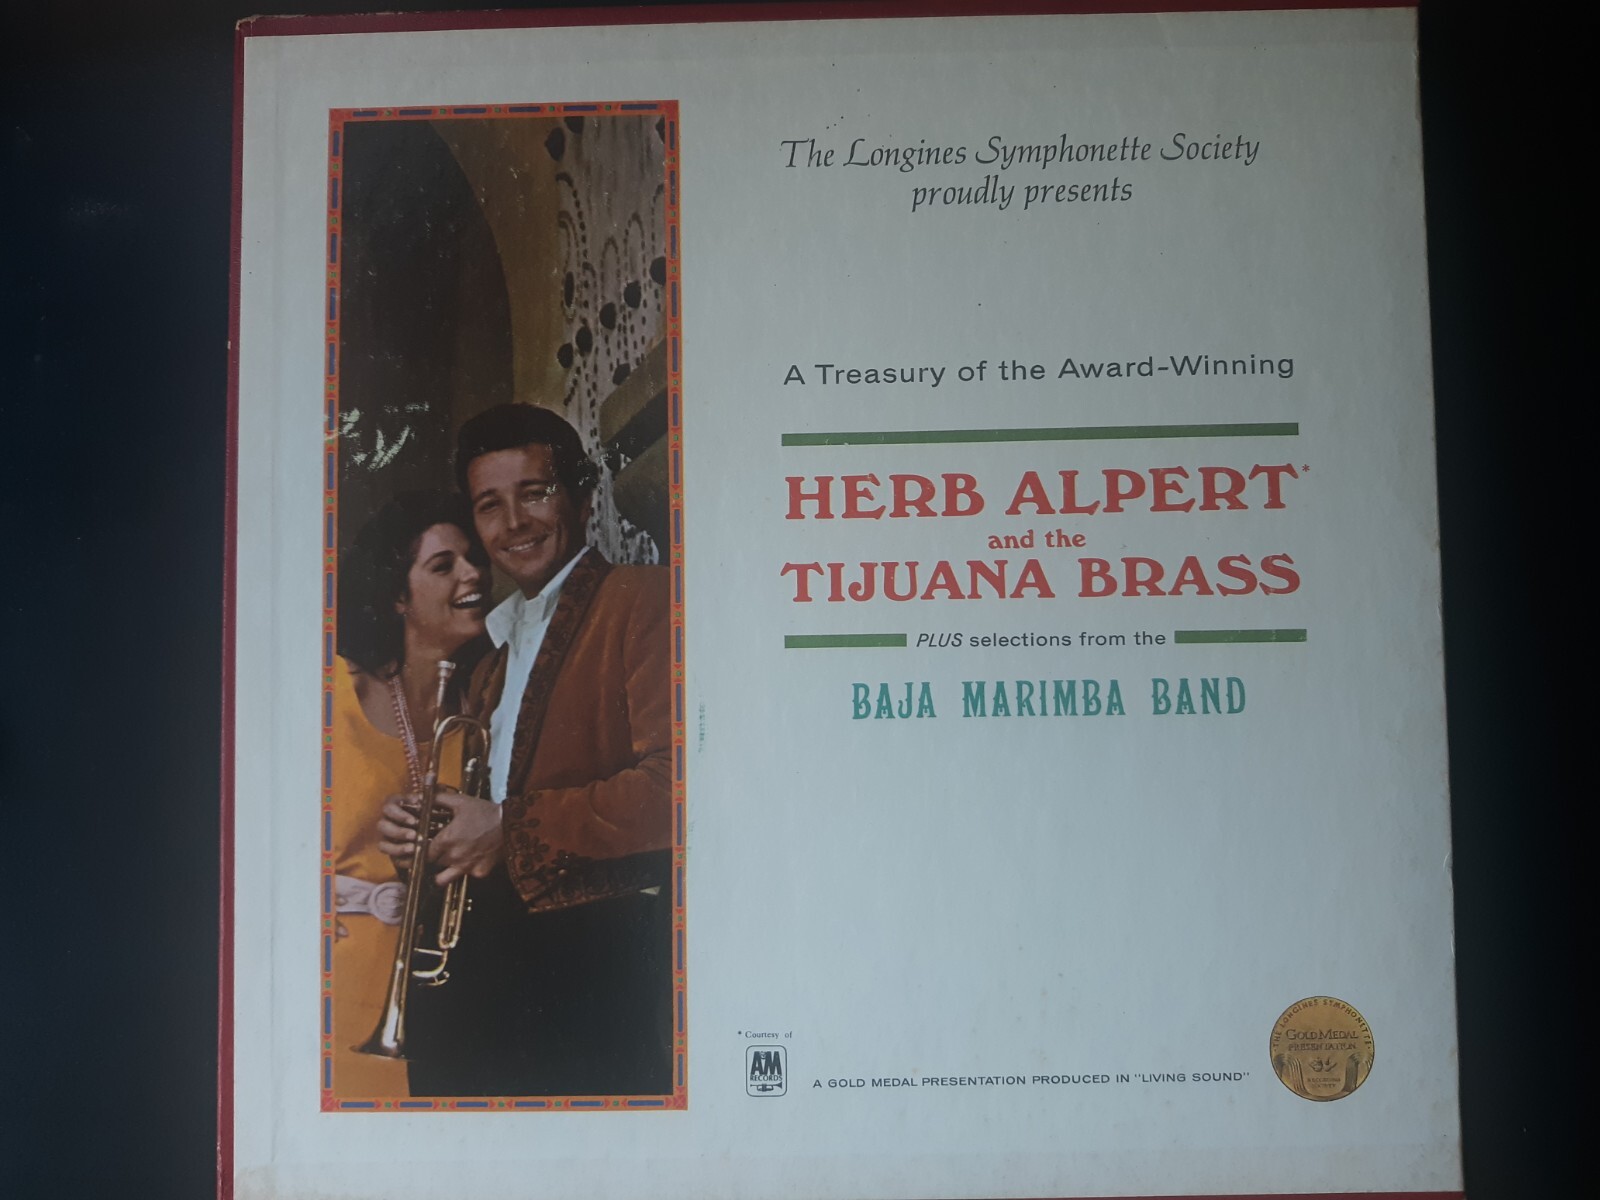 The Longines Symphonette Society
proudly presents
A Treasury of the Award-Winning
HERB ALPERT*
and the
TIJUANA BRASS
PLUS selections from the
BAJA MARIMBA BAND
* Courtesy of
A&M
RECORDS
A GOLD MEDAL PRESENTATION PRODUCED IN "LIVING SOUND"
THE LONGINES SYMPHONETTE
GOLD MEDAL
PRESENTATION
SOCIETY